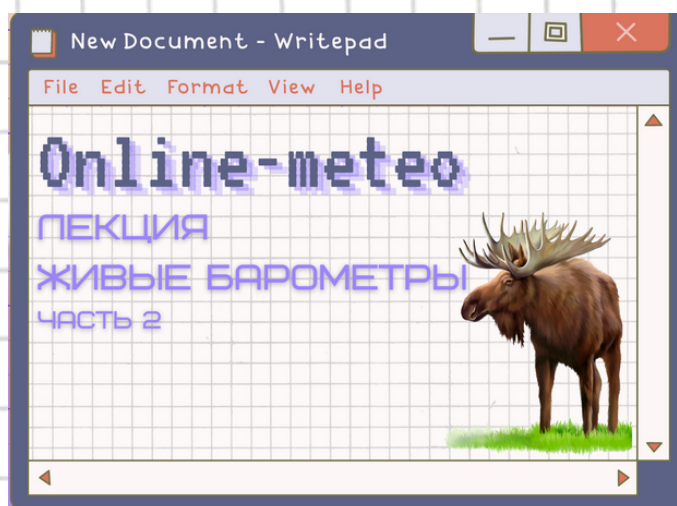 New Document - Writepad
File Edit Format View Help
Online-meteo
ЛЕКЦИЯ
ЖИВЫЕ БАРОМЕТРЫ
ЧАСТЬ 2